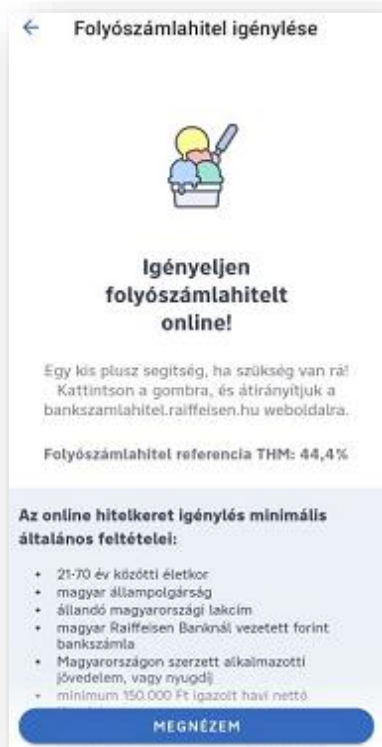 Folyószámlahitel igénylése
Igényeljen
folyószámlahitelt
online!
Egy kis plusz segítség, ha szükség van rá!
Kattintson a gombra, és átirányítjuk a
bankszamlahitel.raiffeisen.hu weboldalra.
Folyószámlahitel referencia THM: 44,4%
Az online hitelkeret igénylés minimális
általános feltételei:
• 21-70 év közötti életkor
• magyar állampolgárság
• állandó magyarországi lakcím
• magyar Raiffeisen Banknál vezetett forint
bankszámla
• Magyarországon szerzett alkalmazotti
jövedelem, vagy nyugdíj
• minimum 150.000 Ft igazolt havi nettó
MEGNÉZEM